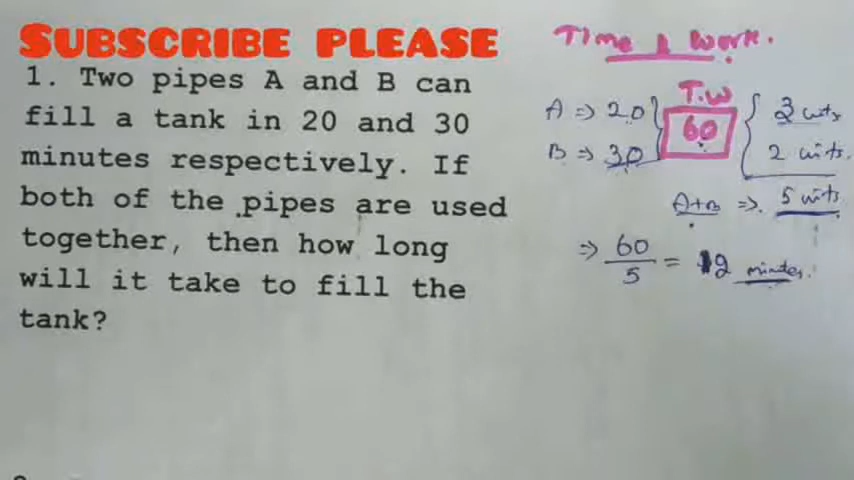 SUBSCRIBE PLEASE
Time & Work.
1. Two pipes A and B can
fill a tank in 20 and 30
minutes respectively. If
both of the pipes are used
together, then how long
will it take to fill the
tank?
T.W
A => 20
60
3 units
B => 30
2 units.
A+B => 5 units
=> 60/5 = 12 minutes.